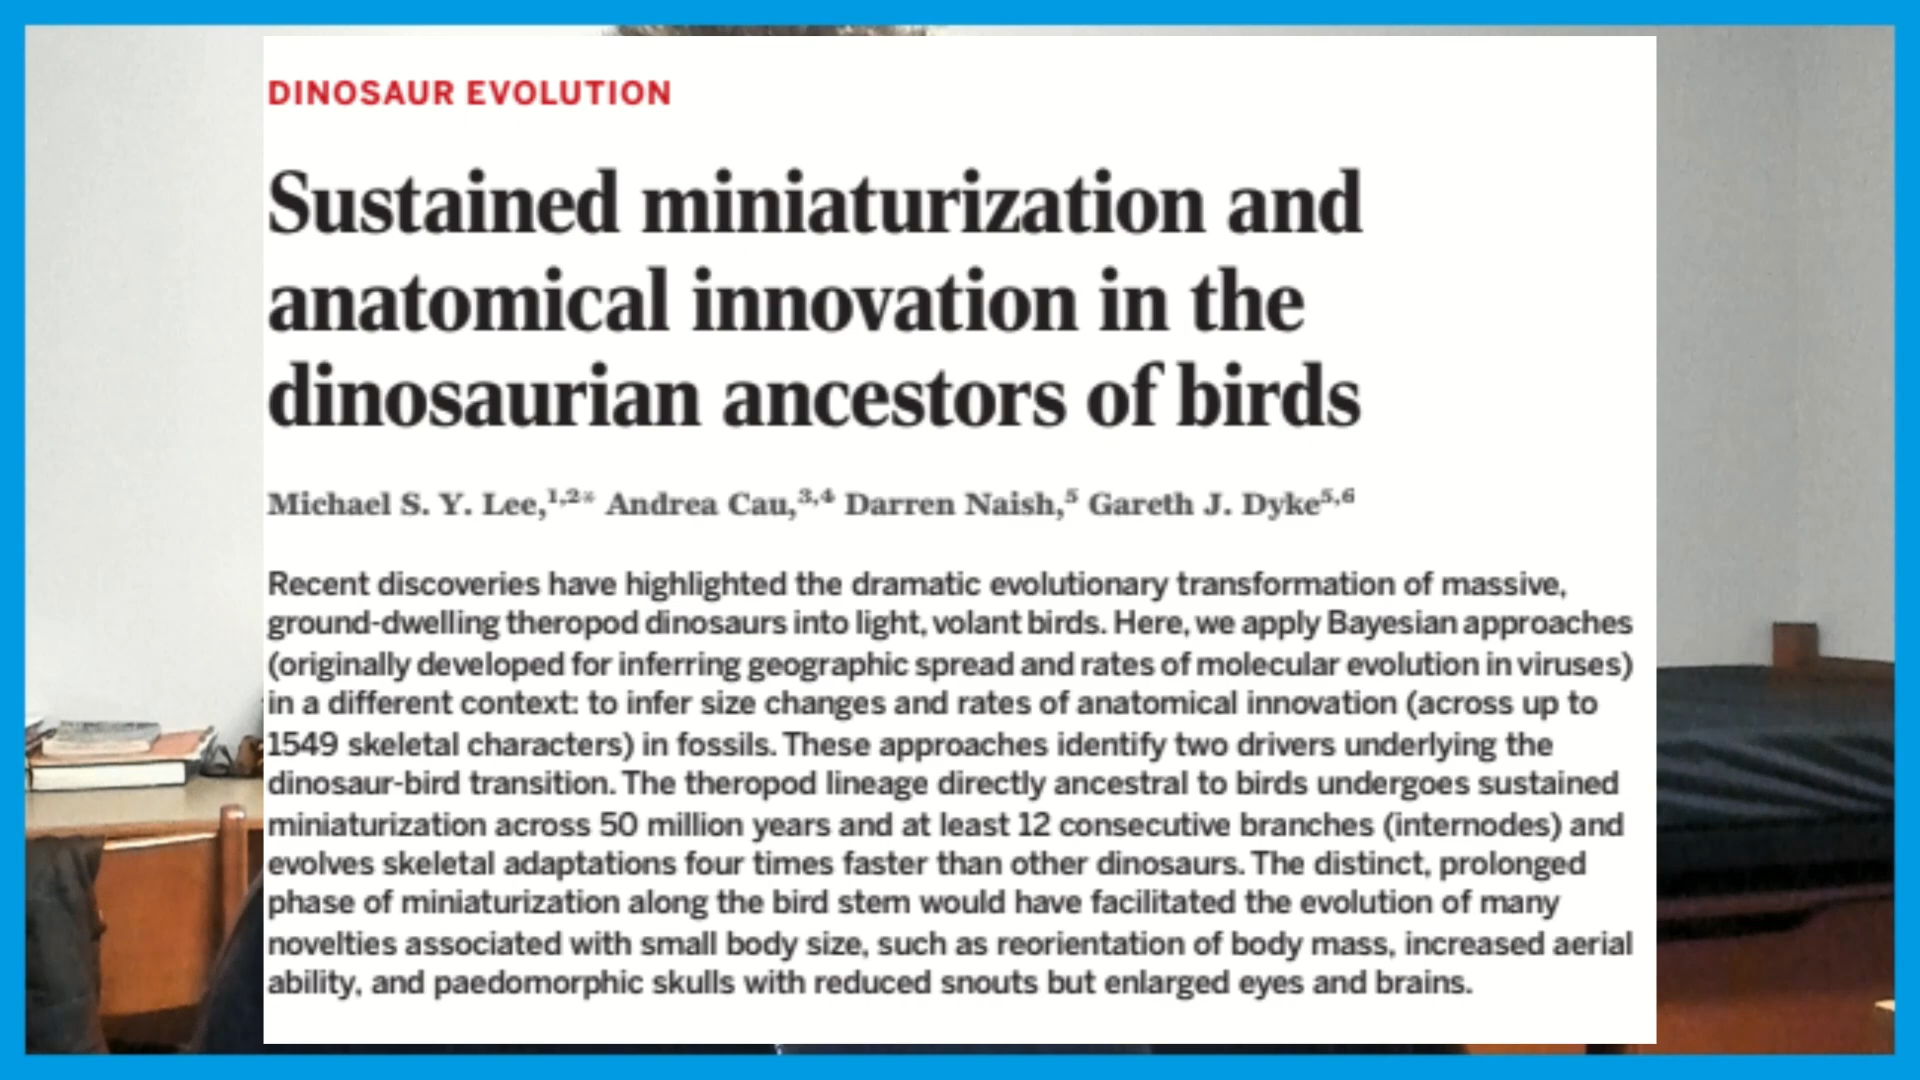 DINOSAUR EVOLUTION
Sustained miniaturization and
anatomical innovation in the
dinosaurian ancestors of birds
Michael S. Y. Lee,1,2* Andrea Cau,3,4 Darren Naish,5 Gareth J. Dyke5,6
Recent discoveries have highlighted the dramatic evolutionary transformation of massive,
ground-dwelling theropod dinosaurs into light, volant birds. Here, we apply Bayesian approaches
(originally developed for inferring geographic spread and rates of molecular evolution in viruses)
in a different context: to infer size changes and rates of anatomical innovation (across up to
1549 skeletal characters) in fossils. These approaches identify two drivers underlying the
dinosaur-bird transition. The theropod lineage directly ancestral to birds undergoes sustained
miniaturization across 50 million years and at least 12 consecutive branches (internodes) and
evolves skeletal adaptations four times faster than other dinosaurs. The distinct, prolonged
phase of miniaturization along the bird stem would have facilitated the evolution of many
novelties associated with small body size, such as reorientation of body mass, increased aerial
ability, and paedomorphic skulls with reduced snouts but enlarged eyes and brains.